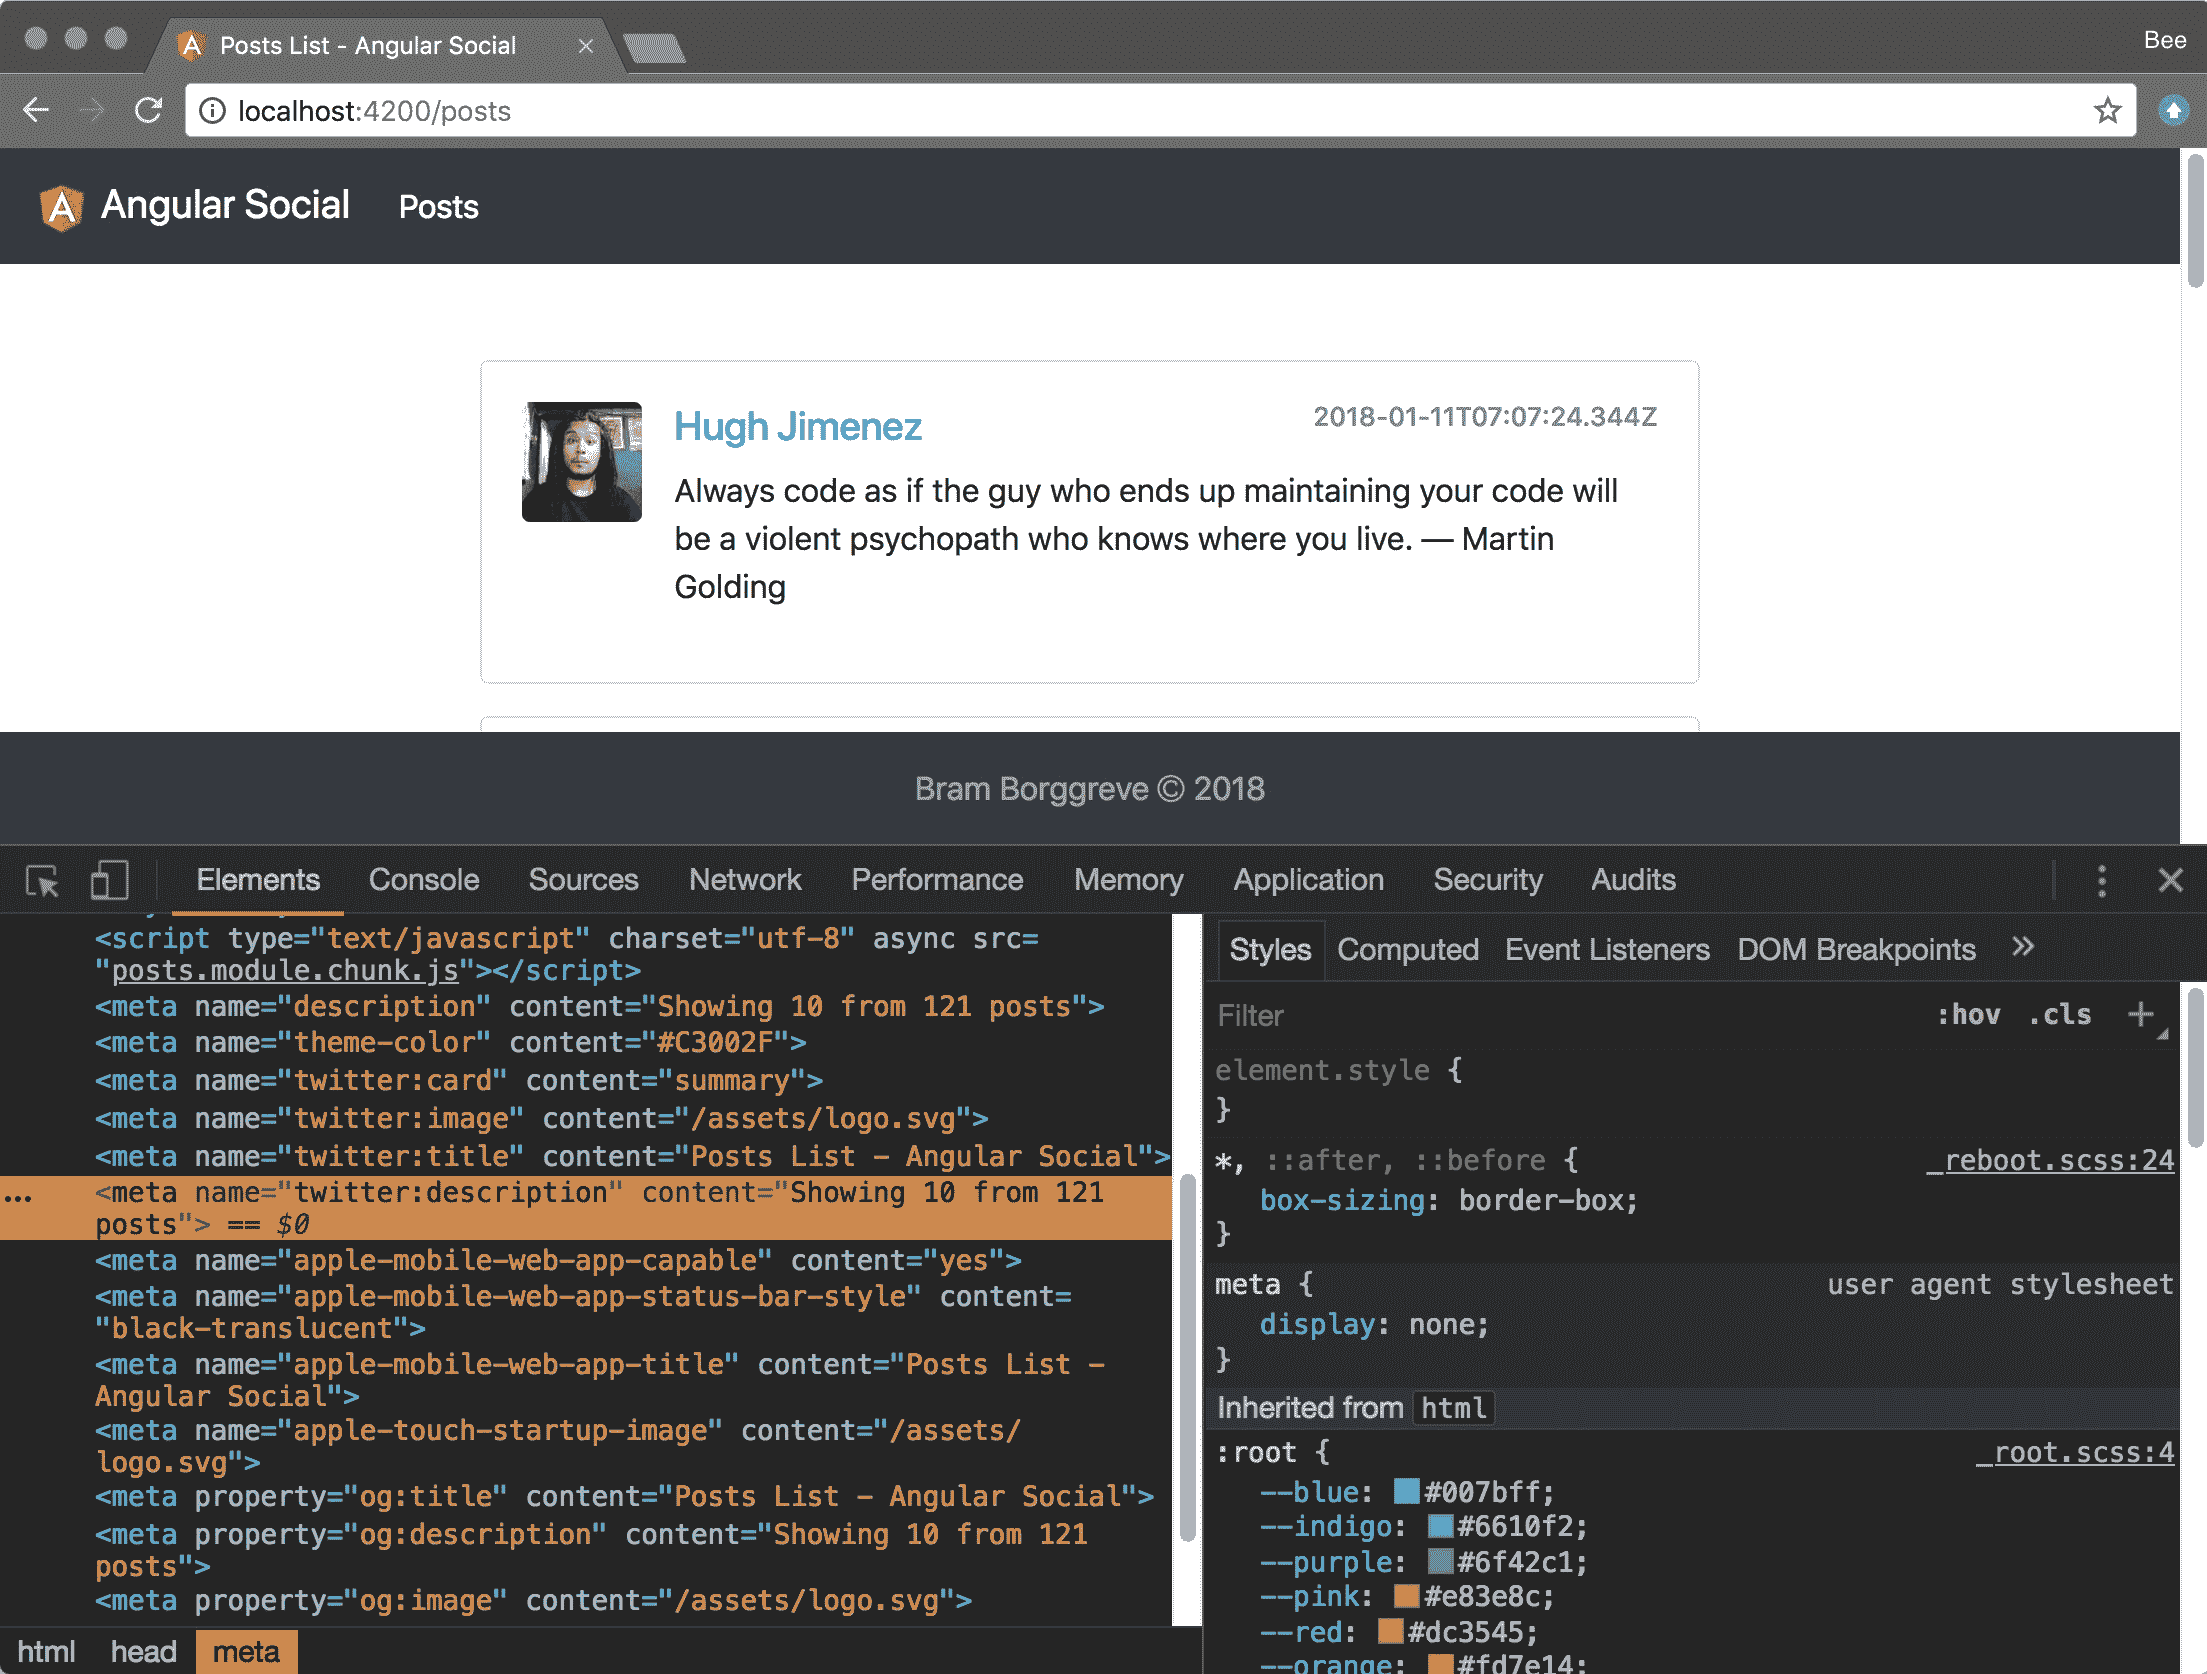 Posts List - Angular Social
Bee
localhost:4200/posts
Angular Social Posts
Hugh Jimenez
2018-01-11T07:07:24.344Z
Always code as if the guy who ends up maintaining your code will
be a violent psychopath who knows where you live. — Martin
Golding
Bram Borggreve © 2018
Elements Console Sources Network Performance Memory Application Security Audits
<script type="text/javascript" charset="utf-8" async src=
"posts.module.chunk.js"></script>
<meta name="description" content="Showing 10 from 121 posts">
<meta name="theme-color" content="#C3002F">
<meta name="twitter:card" content="summary">
<meta name="twitter:image" content="/assets/logo.svg">
<meta name="twitter:title" content="Posts List - Angular Social">
… <meta name="twitter:description" content="Showing 10 from 121
posts"> == $0
<meta name="apple-mobile-web-app-capable" content="yes">
<meta name="apple-mobile-web-app-status-bar-style" content=
"black-translucent">
<meta name="apple-mobile-web-app-title" content="Posts List -
Angular Social">
<meta name="apple-touch-startup-image" content="/assets/
logo.svg">
<meta property="og:title" content="Posts List - Angular Social">
<meta property="og:description" content="Showing 10 from 121
posts">
<meta property="og:image" content="/assets/logo.svg">
html head meta
Styles Computed Event Listeners DOM Breakpoints »
Filter :hov .cls +
element.style {
}
*, ::after, ::before { _reboot.scss:24
box-sizing: border-box;
}
meta { user agent stylesheet
display: none;
}
Inherited from html
:root { _root.scss:4
--blue: #007bff;
--indigo: #6610f2;
--purple: #6f42c1;
--pink: #e83e8c;
--red: #dc3545;
--orange: #fd7e14;